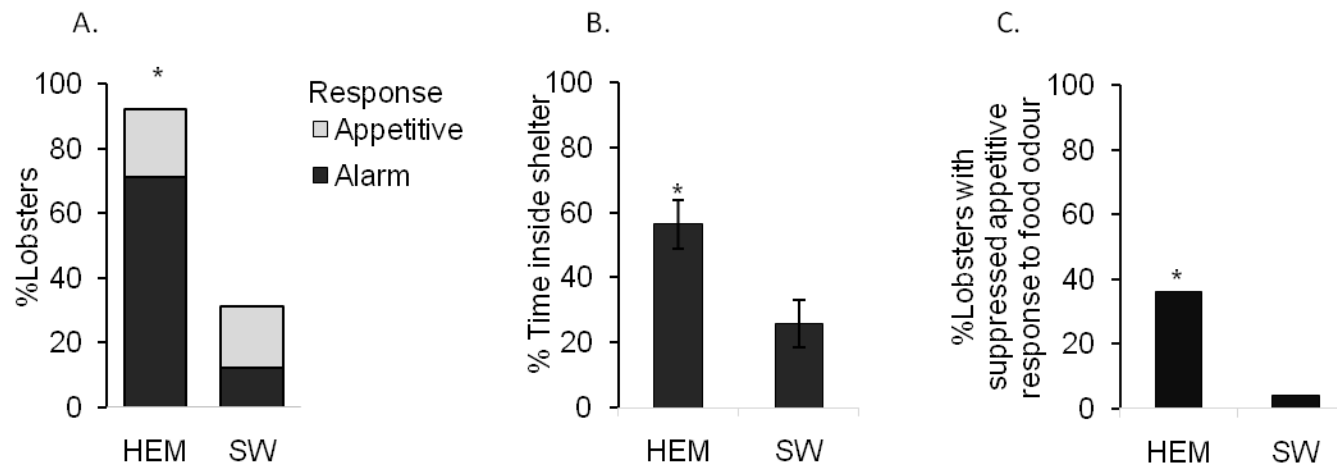 A.
*
100
80
60
40
20
0
%Lobsters
HEM SW
Response
Appetitive
Alarm
B.
100
80
60
40
20
0
% Time inside shelter
*
HEM SW
C.
100
80
60
40
20
0
%Lobsters with
suppressed appetitive
response to food odour
*
HEM SW